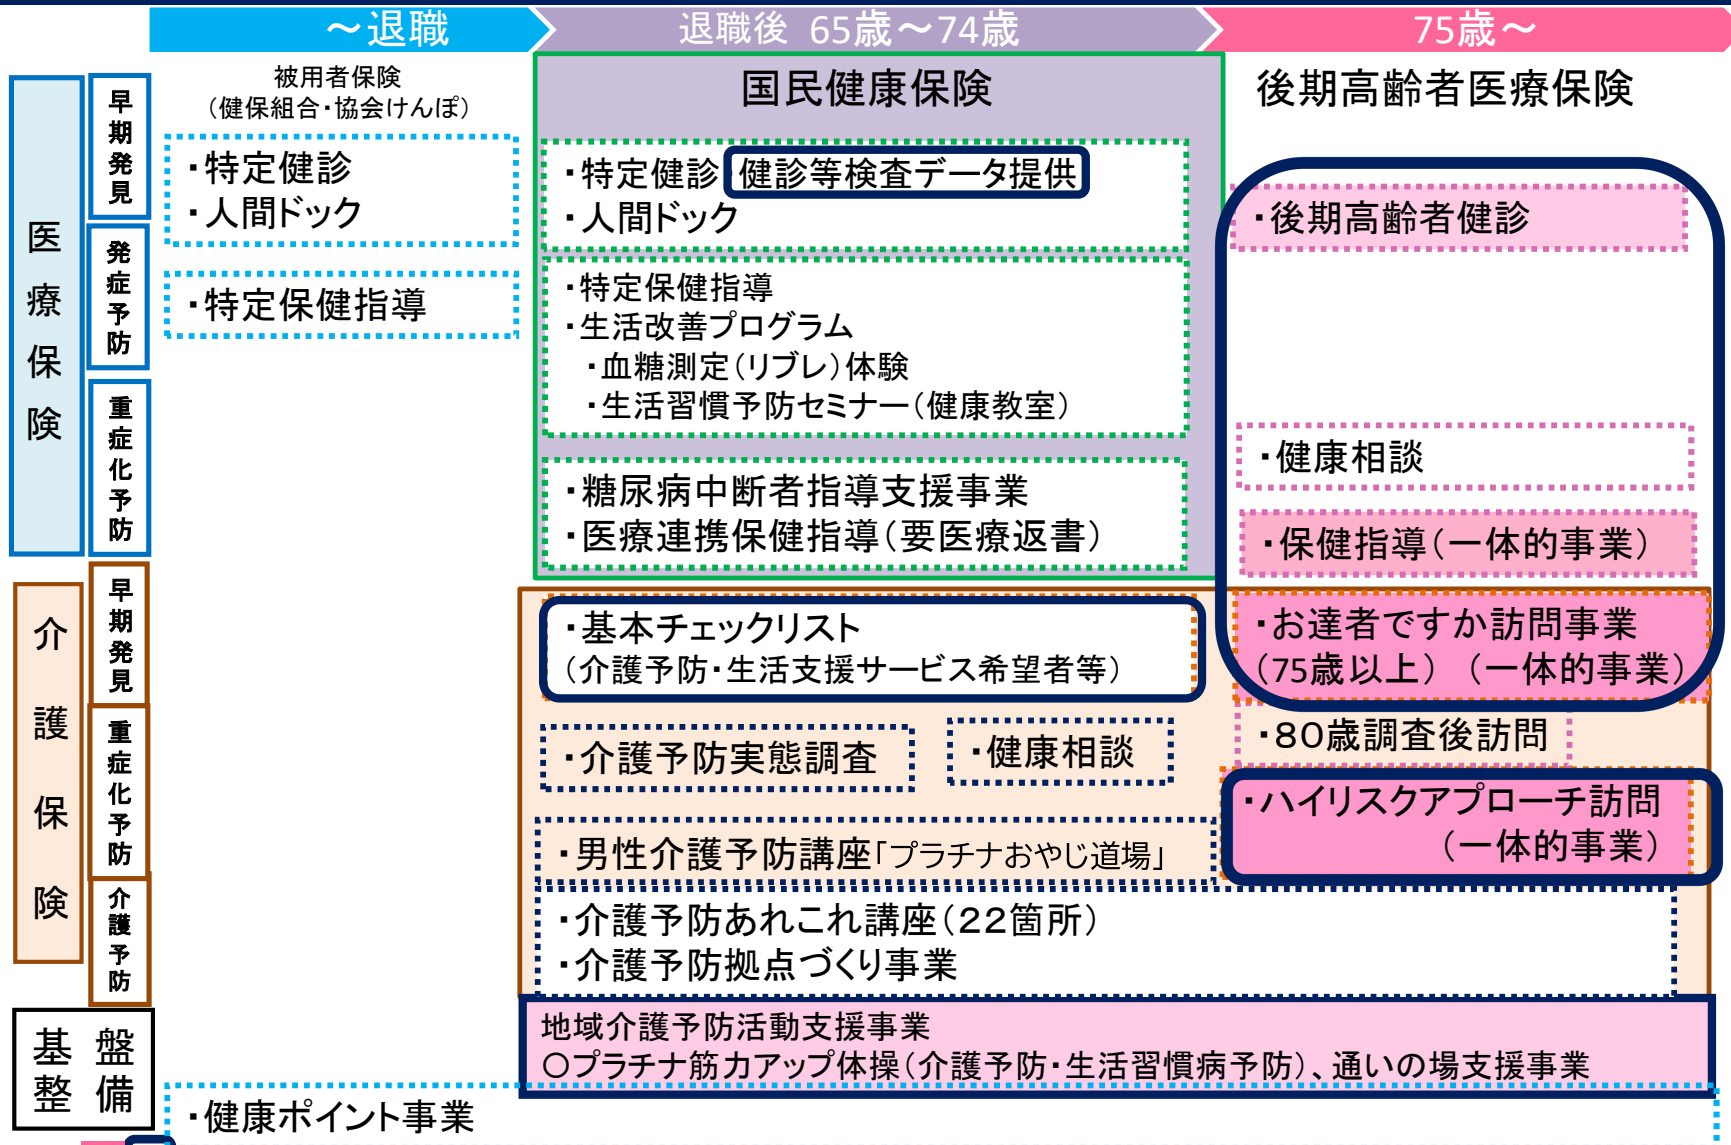 ～退職
退職後 65歳～74歳
75歳～
医療保険
早期発見
発症予防
重症化予防
被用者保険
（健保組合・協会けんぽ）
・特定健診
・人間ドック
・特定保健指導
国民健康保険
・特定健診 健診等検査データ提供
・人間ドック
・特定保健指導
・生活改善プログラム
・血糖測定（リブレ）体験
・生活習慣予防セミナー（健康教室）
・糖尿病中断者指導支援事業
・医療連携保健指導（要医療返書）
後期高齢者医療保険
・後期高齢者健診
・健康相談
・保健指導（一体的事業）
介護保険
早期発見
重症化予防
介護予防
・基本チェックリスト
（介護予防・生活支援サービス希望者等）
・お達者ですか訪問事業
（75歳以上）（一体的事業）
・介護予防実態調査
・健康相談
・80歳調査後訪問
・ハイリスクアプローチ訪問
（一体的事業）
・男性介護予防講座「プラチナおやじ道場」
・介護予防あれこれ講座（22箇所）
・介護予防拠点づくり事業
基盤
整備
地域介護予防活動支援事業
〇プラチナ筋力アップ体操（介護予防・生活習慣病予防）、通いの場支援事業
・健康ポイント事業